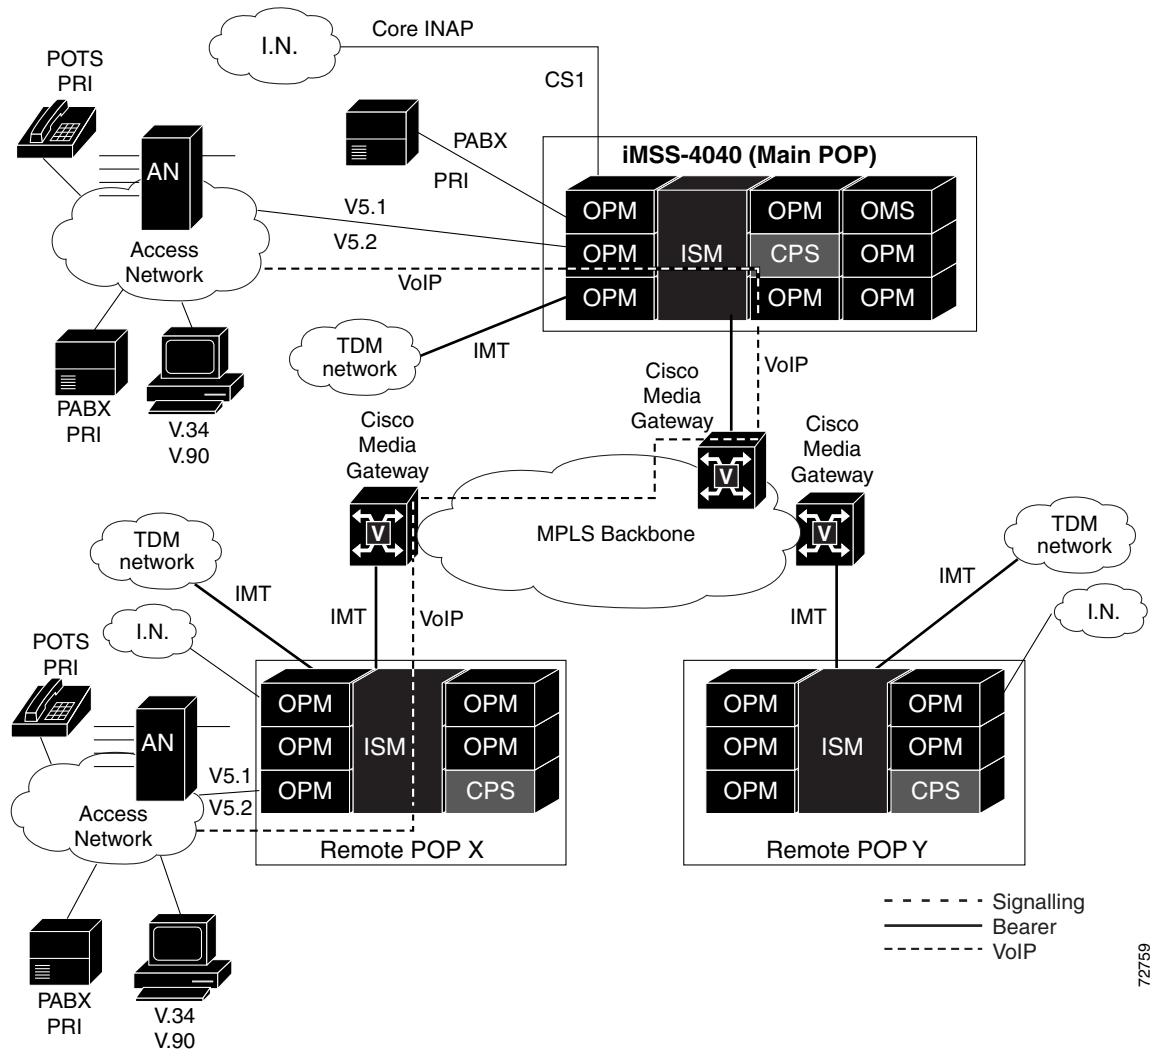 I.N.
Core INAP
CS1
POTS
PRI
AN
PABX
PRI
iMSS-4040 (Main POP)
OPM
OPM
OMS
ISM
OPM
CPS
OPM
OPM
OPM
OPM
V5.1
V5.2
Access
Network
VoIP
TDM
network
IMT
PABX
PRI
V.34
V.90
VoIP
Cisco
Media
Gateway
V
Cisco
Media
Gateway
V
Cisco
Media
Gateway
V
MPLS Backbone
TDM
network
IMT
I.N.
IMT
VoIP
IMT
IMT
TDM
network
I.N.
POTS
PRI
AN
V5.1
V5.2
Access
Network
OPM
OPM
OPM
ISM
OPM
OPM
CPS
Remote POP X
OPM
OPM
OPM
ISM
OPM
OPM
CPS
Remote POP Y
PABX
PRI
V.34
V.90
Signalling
Bearer
VoIP
72759